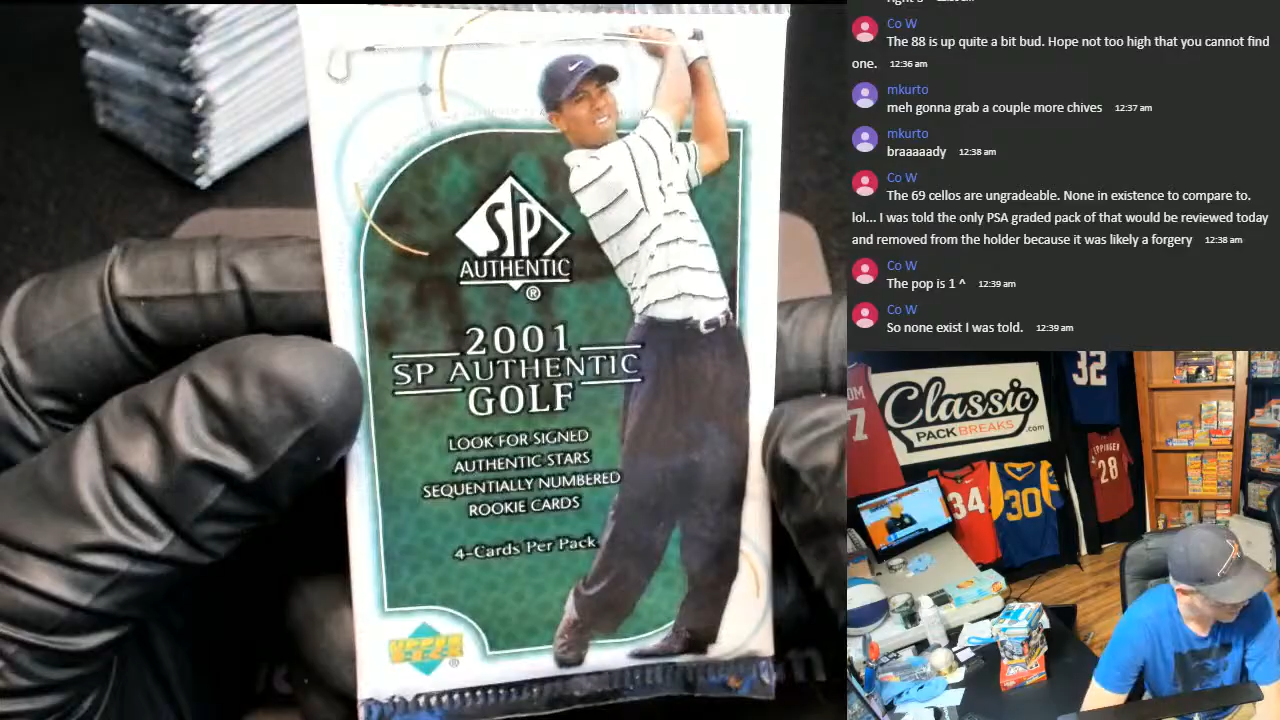 SP
AUTHENTIC
®
2001
SP AUTHENTIC
GOLF
LOOK FOR SIGNED
AUTHENTIC STARS
SEQUENTIALLY NUMBERED
ROOKIE CARDS
4-Cards Per Pack
UPPER
DECK ®
Co W
The 88 is up quite a bit bud. Hope not too high that you cannot find
one. 12:36 am
mkurto
meh gonna grab a couple more chives 12:37 am
mkurto
braaaaady 12:38 am
Co W
The 69 cellos are ungradeable. None in existence to compare to.
lol... I was told the only PSA graded pack of that would be reviewed today
and removed from the holder because it was likely a forgery 12:38 am
Co W
The pop is 1 ^ 12:39 am
Co W
So none exist I was told. 12:39 am
Classic
PACKBREAKS.com
32
7
34
30
28